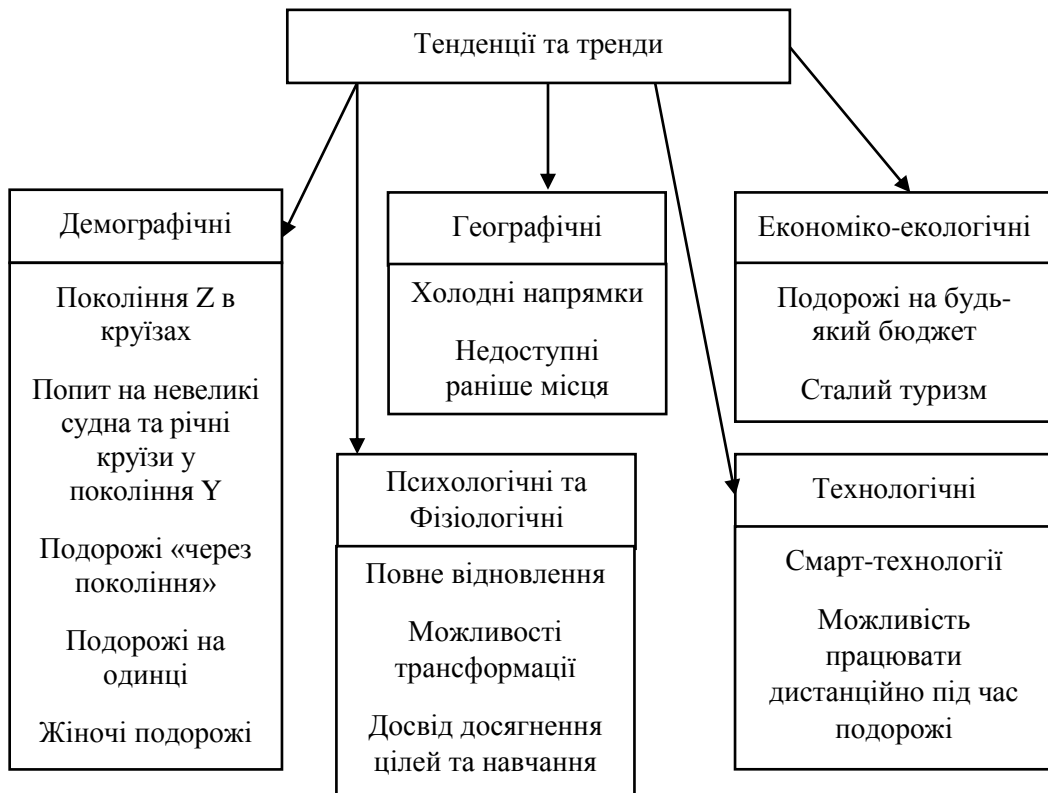 Тенденції та тренди
Демографічні
Покоління Z в
круїзах
Попит на невеликі
судна та річні
круїзи у
покоління Y
Подорожі «через
покоління»
Подорожі на
одинці
Жіночі подорожі
Географічні
Холодні напрямки
Недоступні
раніше місця
Економіко-екологічні
Подорожі на будь-
який бюджет
Сталий туризм
Психологічні та
Фізіологічні
Повне відновлення
Можливості
трансформації
Досвід досягнення
цілей та навчання
Технологічні
Смарт-технології
Можливість
працювати
дистанційно під час
подорожі